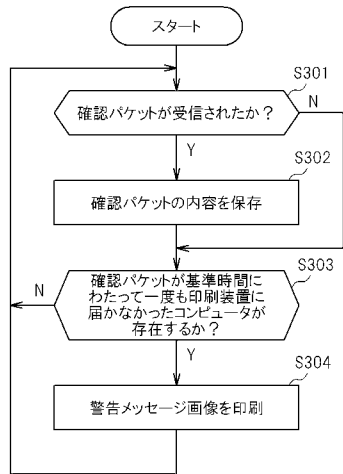 スタート
S301
確認パケットが受信されたか？
N
Y
S302
確認パケットの内容を保存
S303
確認パケットが基準時間に
わたって一度も印刷装置に
届かなかったコンピュータが
存在するか？
N
Y
S304
警告メッセージ画像を印刷